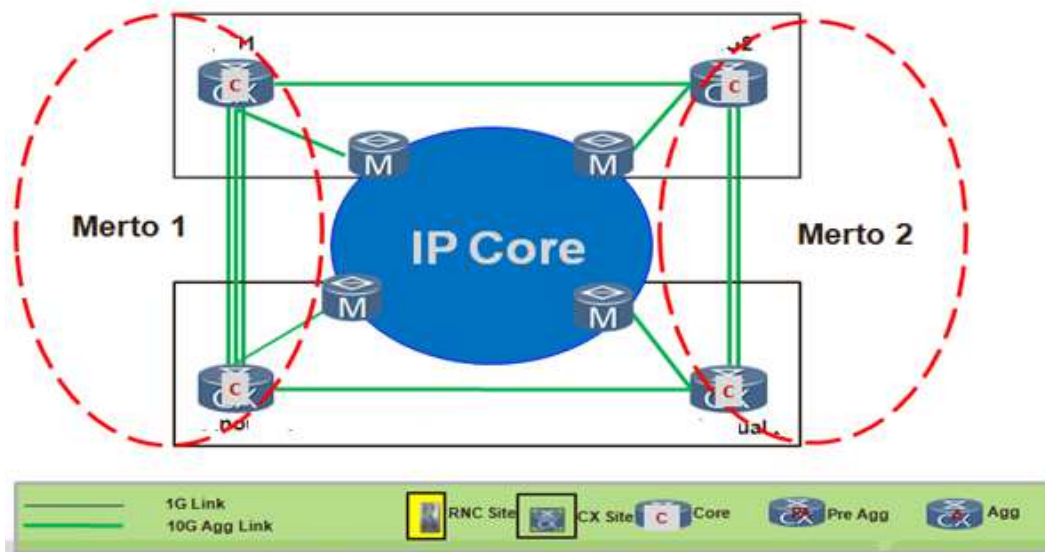 C
C
M
M
Merto 1
IP Core
Merto 2
M
M
C
C
1G Link
10G Agg Link
RNC Site
CX Site
C
Core
Pre Agg
CX
Agg